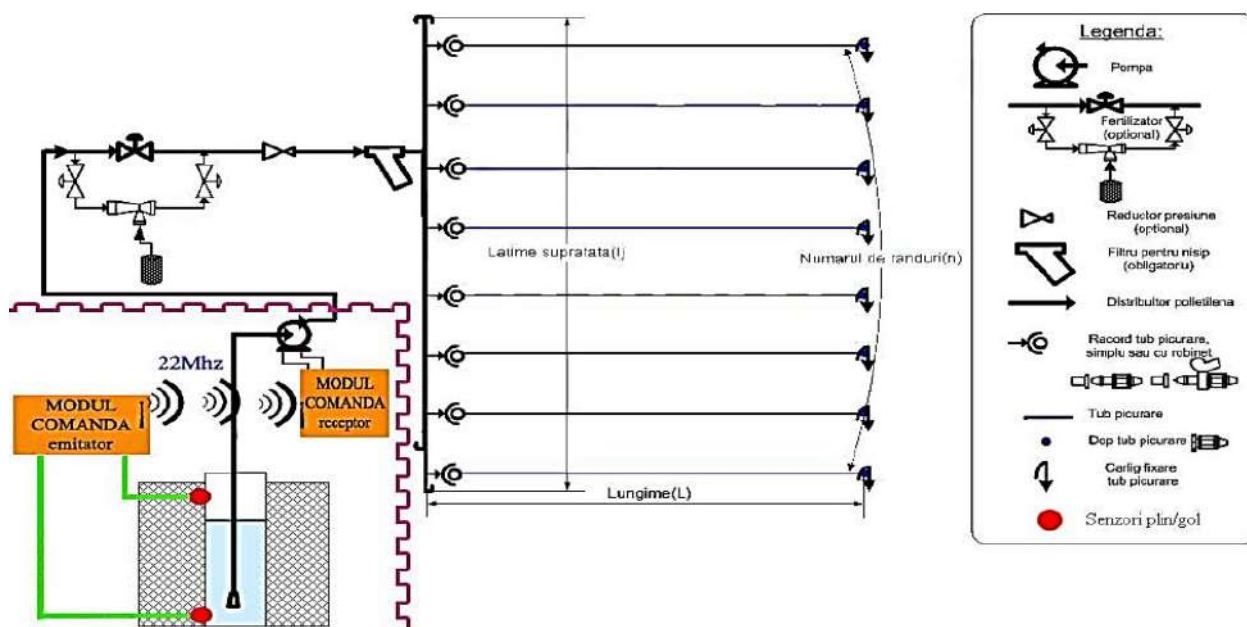 22Mhz
MODUL
COMANDA
emitator
MODUL
COMANDA
receptor
Latime suprafata(l)
Numarul de randuri(n)
Lungime(L)
Legenda:
Pompa
Fertilizator
(optional)
Reductor presiune
(optional)
Filtru pentru nisip
(obligatoriu)
Distribuitor polietilena
Racord tub picurare,
simplu sau cu robinet
Tub picurare
Dop tub picurare
Carlig fixare
tub picurare
Senzori plin/gol